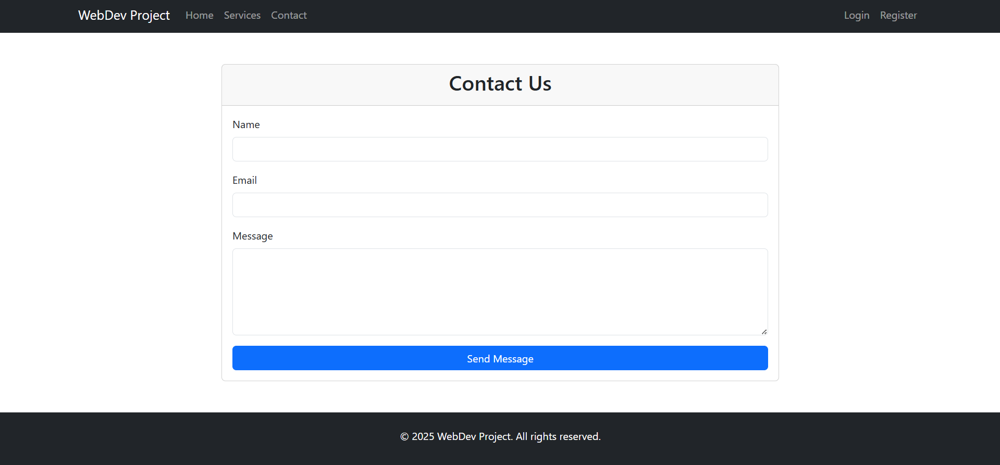 WebDev Project Home Services Contact Login Register
Contact Us
Name
Email
Message
Send Message
© 2025 WebDev Project. All rights reserved.